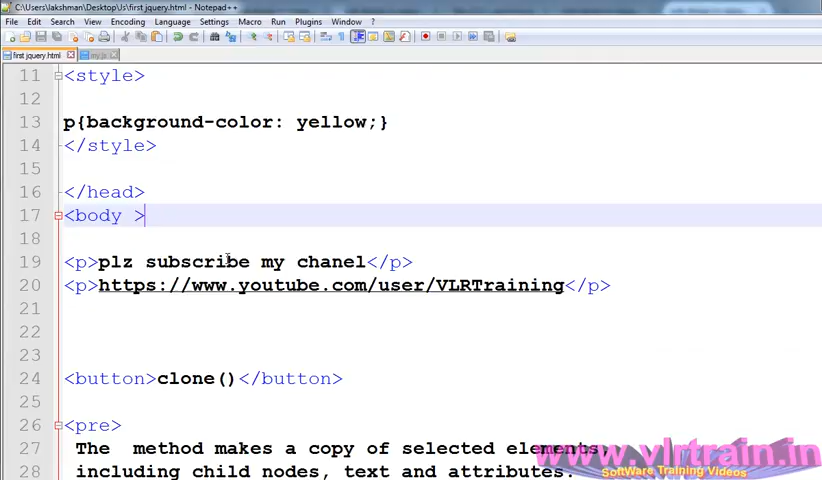 C:\Users\lakshman\Desktop\Us\first jquery.html - Notepad++
File Edit Search View Encoding Language Settings Macro Run Plugins Window ?
first jquery.html my.js
11 <style>
12
13 p{background-color: yellow;}
14 </style>
15
16 </head>
17 <body >
18
19 <p>plz subscribe my chanel</p>
20 <p>https://www.youtube.com/user/VLRTraining</p>
21
22
23
24 <button>clone()</button>
25
26 <pre>
27 The method makes a copy of selected elements,
28 including child nodes, text and attributes.
www.vlrtrain.in
SoftWare Training Videos